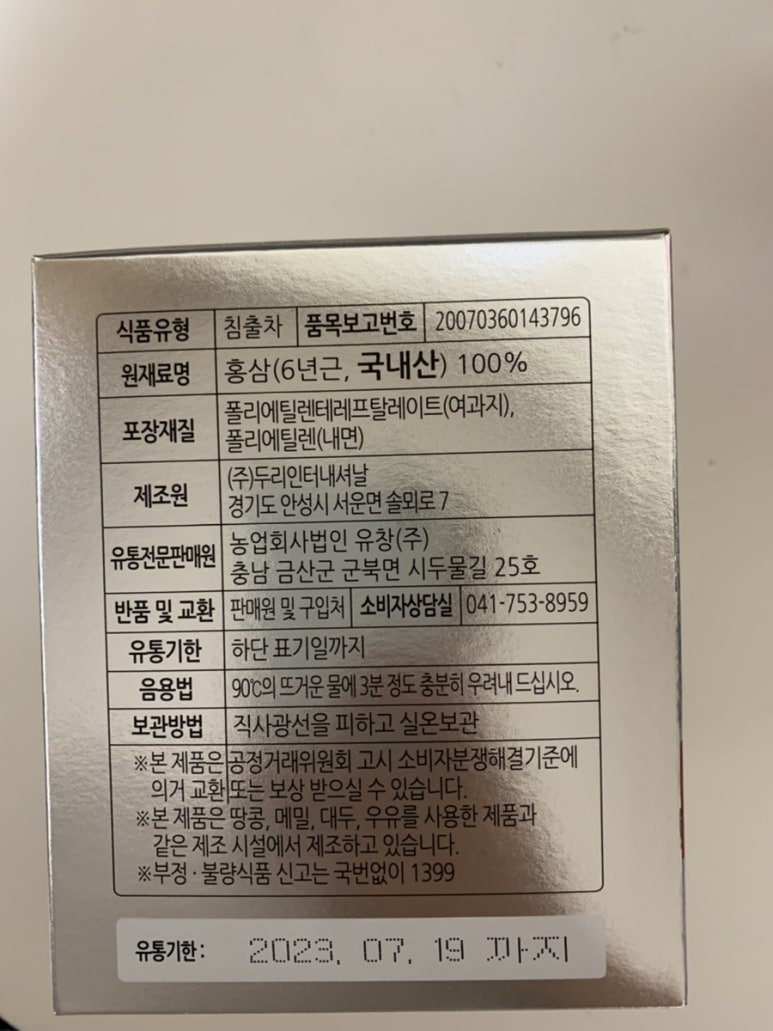 식품유형 침출차 품목보고번호 20070360143796
원재료명 홍삼(6년근, 국내산) 100%
포장재질 폴리에틸렌테레프탈레이트(여과지),
폴리에틸렌(내면)
제조원 (주)두리인터내셔날
경기도 안성시 서운면 솔뫼로 7
유통전문판매원 농업회사법인 유창(주)
충남 금산군 군북면 시두물길 25호
반품 및 교환 판매원 및 구입처 소비자상담실 041-753-8959
유통기한 하단 표기일까지
음용법 90℃의 뜨거운 물에 3분 정도 충분히 우려내 드십시오.
보관방법 직사광선을 피하고 실온보관
※본 제품은 공정거래위원회 고시 소비자분쟁해결기준에
의거 교환 또는 보상 받으실 수 있습니다.
※본 제품은 땅콩, 메밀, 대두, 우유를 사용한 제품과
같은 제조 시설에서 제조하고 있습니다.
※부정·불량식품 신고는 국번없이 1399
유통기한: 2023. 07. 19 까지